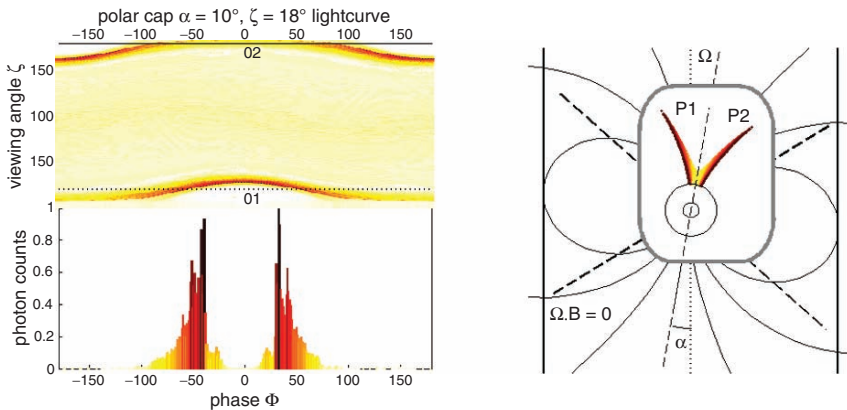 polar cap α = 10°, ζ = 18° lightcurve
−150 −100 −50 0 50 100 150
02
150
100
150
viewing angle ζ
01
1
0.8
0.6
0.4
0.2
0
photon counts
−150 −100 −50 0 50 100 150
phase Φ
Ω
P1
P2
Ω.B = 0
α